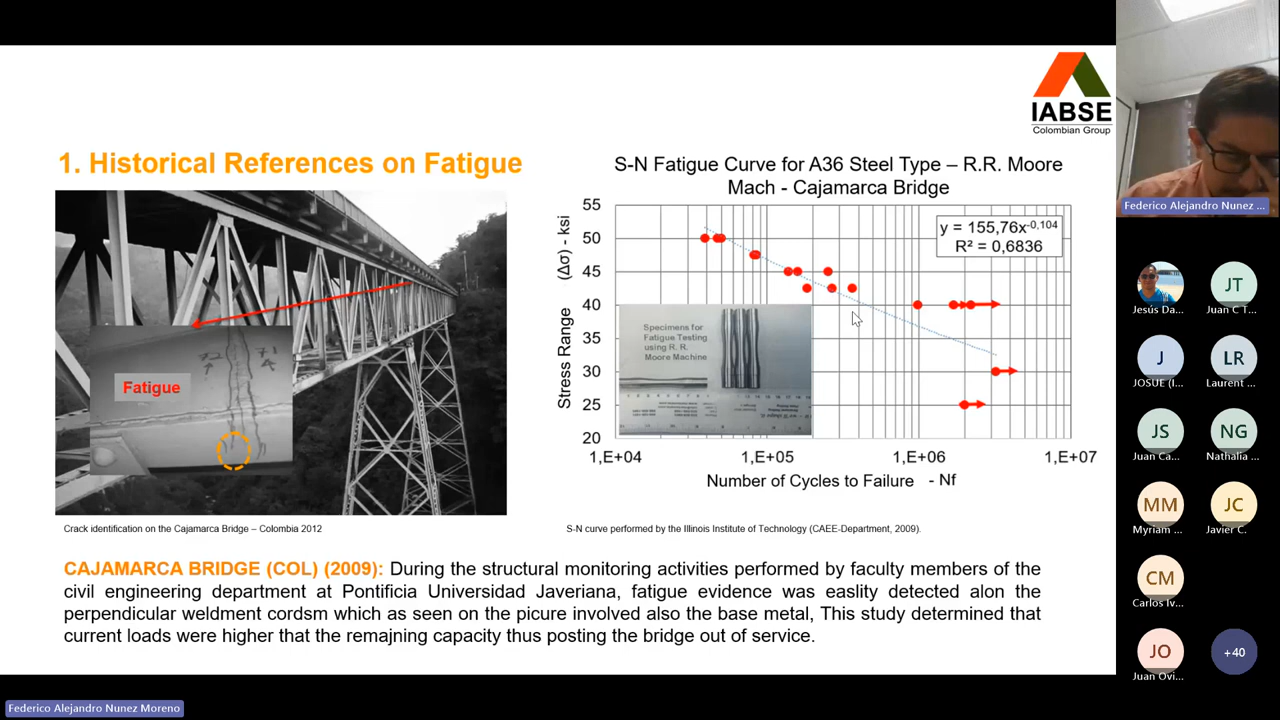 IABSE
Colombian Group
1. Historical References on Fatigue
Fatigue
Crack identification on the Cajamarca Bridge – Colombia 2012
S-N Fatigue Curve for A36 Steel Type – R.R. Moore
Mach - Cajamarca Bridge
Stress Range (Δσ) - ksi
55
50
45
40
35
30
25
20
y = 155,76x-0,104
R² = 0,6836
Specimens for
Fatigue Testing
using R. R.
Moore Machine
1,E+04
1,E+05
1,E+06
1,E+07
Number of Cycles to Failure - Nf
S-N curve performed by the Illinois Institute of Technology (CAEE-Department, 2009).
CAJAMARCA BRIDGE (COL) (2009): During the structural monitoring activities performed by faculty members of the
civil engineering department at Pontificia Universidad Javeriana, fatigue evidence was easlity detected alon the
perpendicular weldment cordsm which as seen on the picure involved also the base metal, This study determined that
current loads were higher that the remajning capacity thus posting the bridge out of service.
Federico Alejandro Nunez ...
Jesús Da...
JT
Juan C T...
J
JOSUE (I...
LR
Laurent ...
JS
Juan Ca...
NG
Nathalia ...
MM
Myriam ...
JC
Javier C.
CM
Carlos Iv...
JO
Juan Ovi...
+40
Federico Alejandro Nunez Moreno